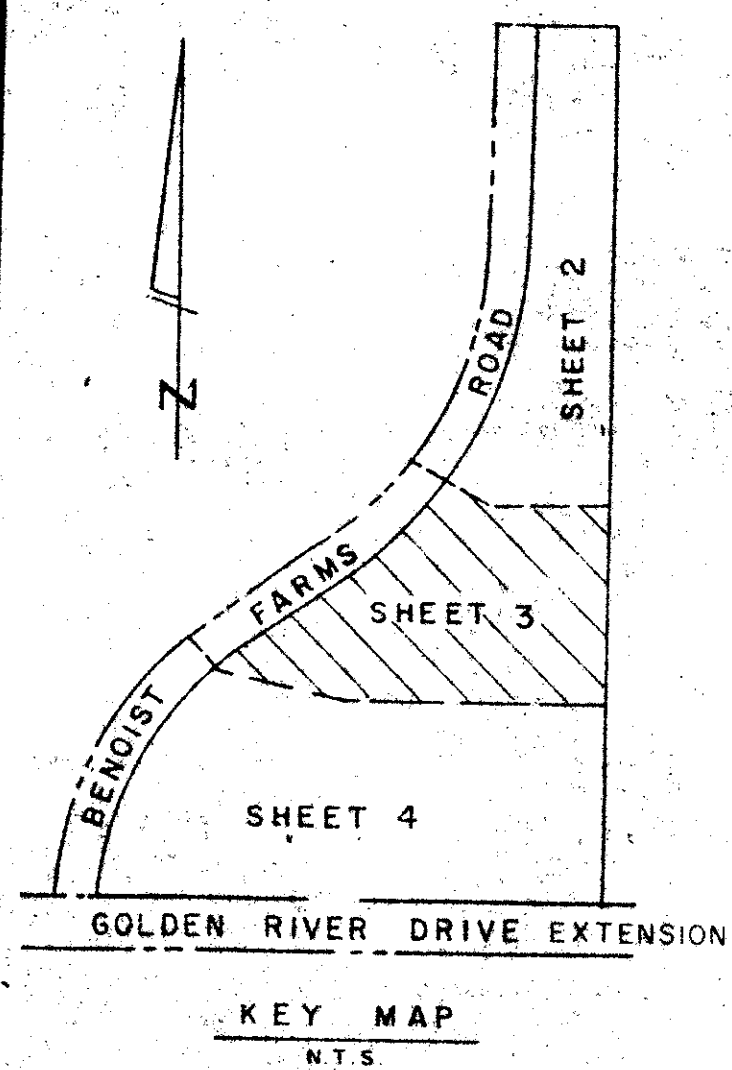 N
SHEET 2
BENOIST FARMS ROAD
SHEET 3
SHEET 4
GOLDEN RIVER DRIVE EXTENSION
KEY MAP
N.T.S.